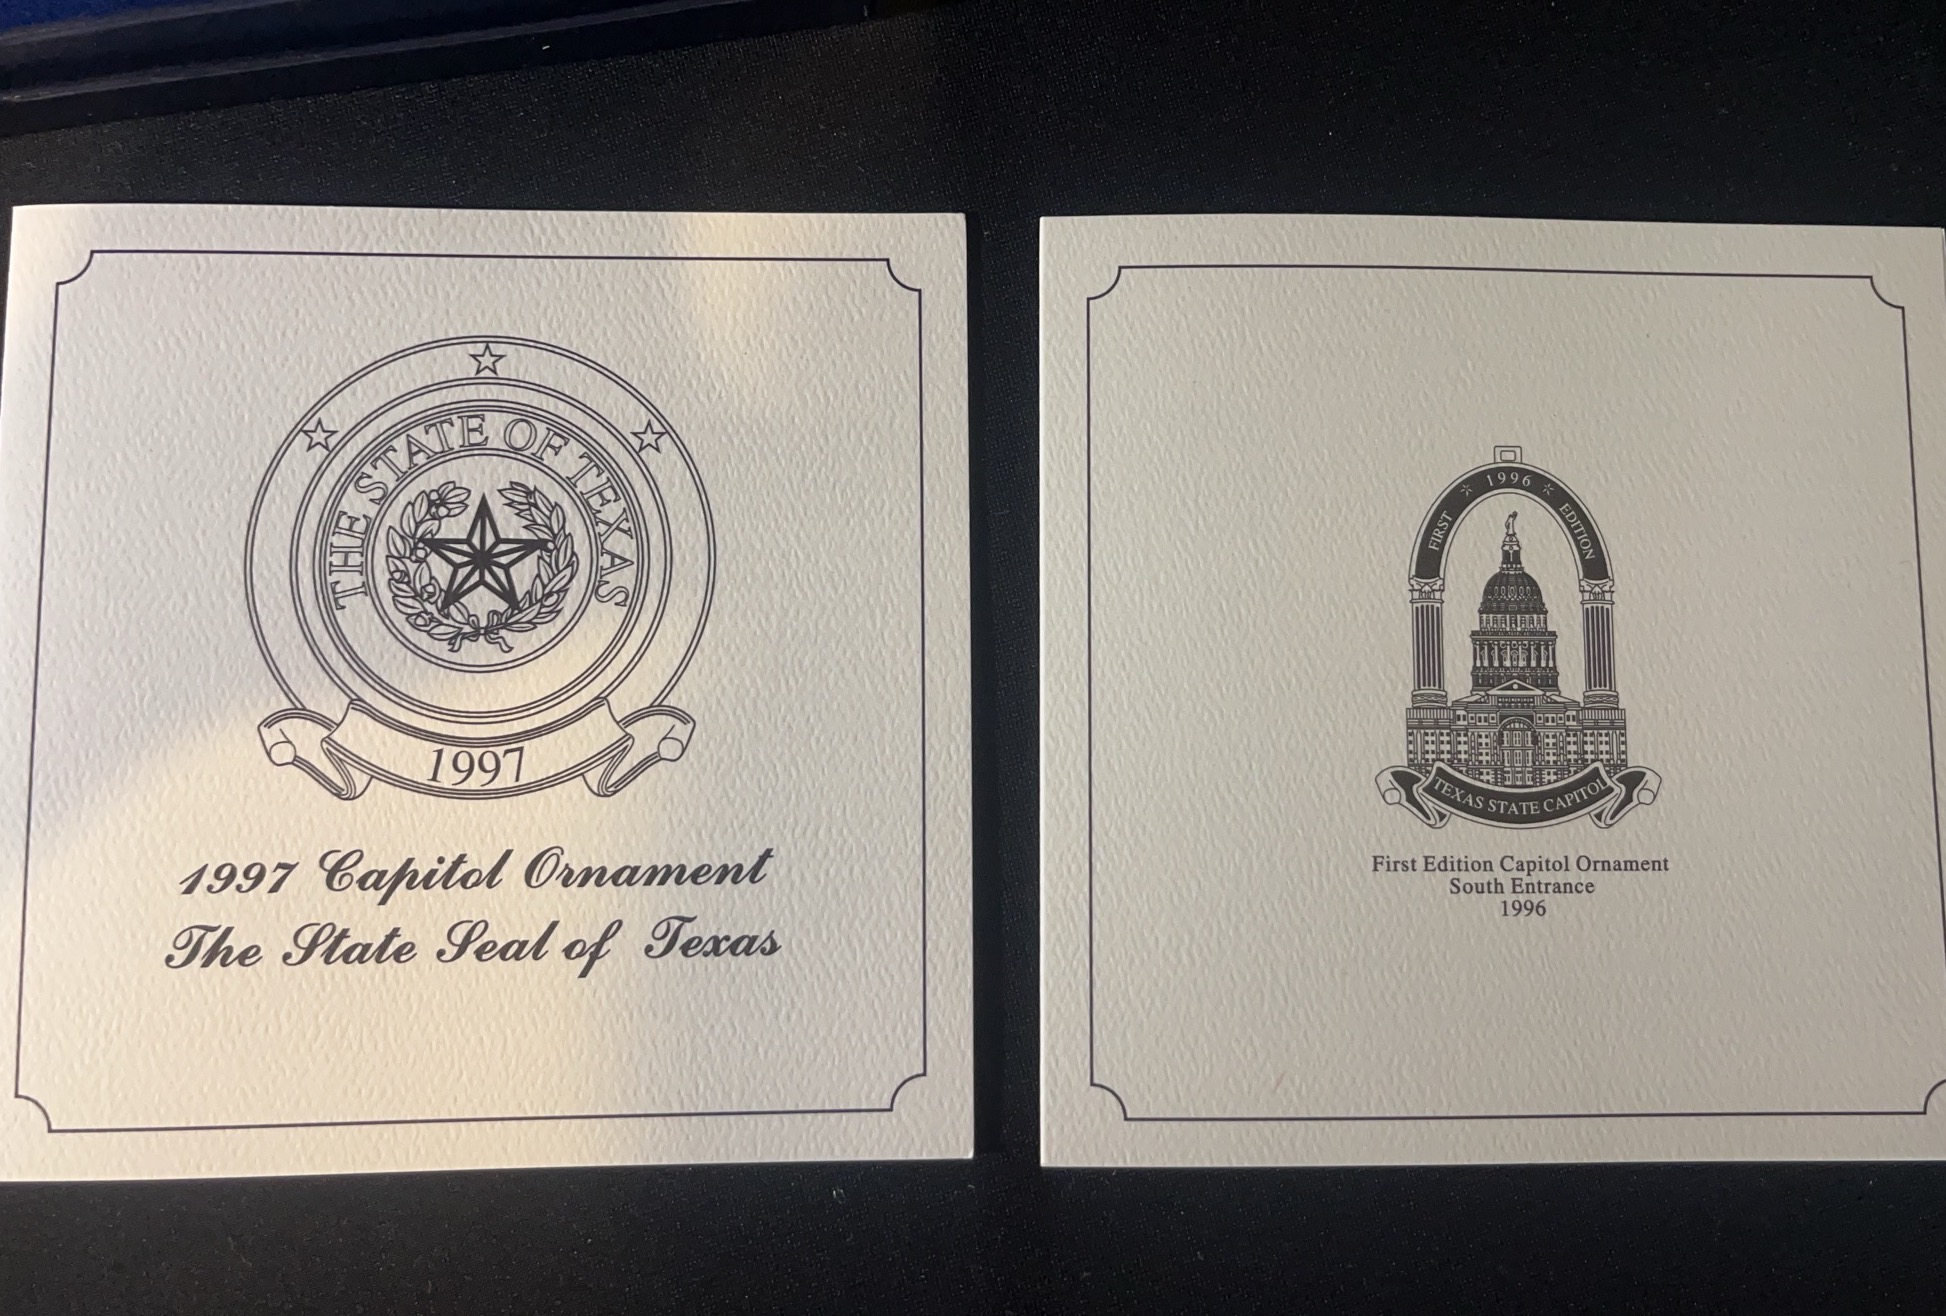 THE STATE OF TEXAS
1997
1997 Capitol Ornament
The State Seal of Texas
FIRST ☆ 1996 ☆ EDITION
TEXAS STATE CAPITOL
First Edition Capitol Ornament
South Entrance
1996